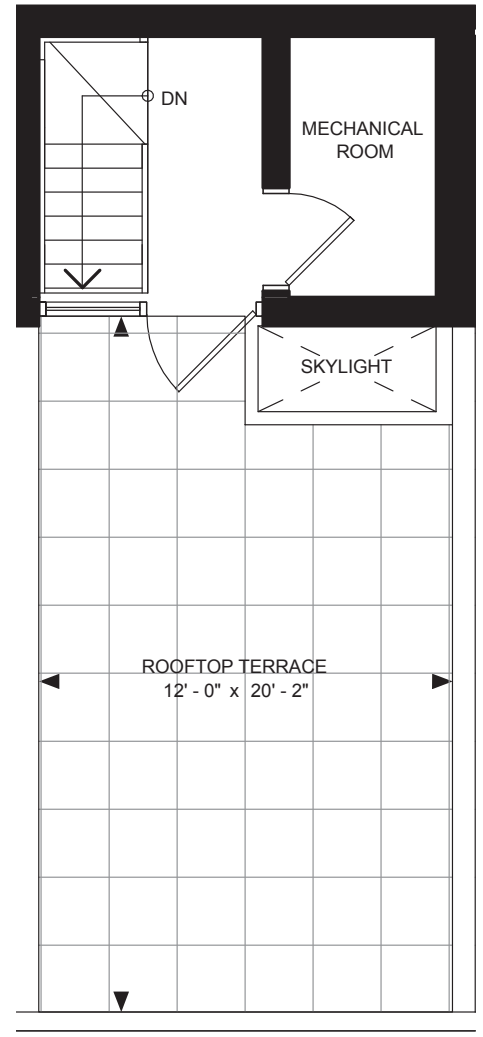 DN
MECHANICAL
ROOM
SKYLIGHT
ROOFTOP TERRACE
12' - 0" x 20' - 2"